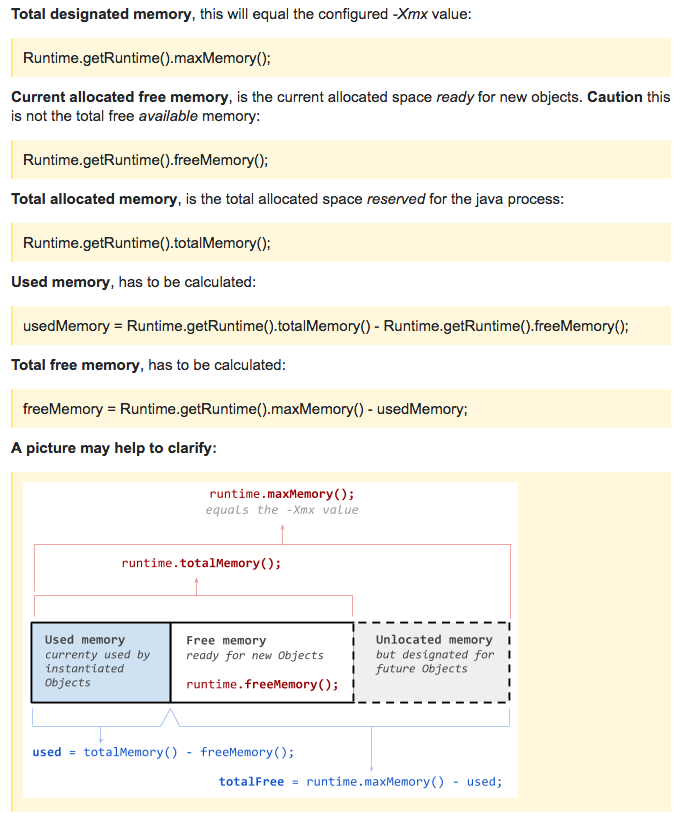 Total designated memory, this will equal the configured -Xmx value:
Runtime.getRuntime().maxMemory();
Current allocated free memory, is the current allocated space ready for new objects. Caution this
is not the total free available memory:
Runtime.getRuntime().freeMemory();
Total allocated memory, is the total allocated space reserved for the java process:
Runtime.getRuntime().totalMemory();
Used memory, has to be calculated:
usedMemory = Runtime.getRuntime().totalMemory() - Runtime.getRuntime().freeMemory();
Total free memory, has to be calculated:
freeMemory = Runtime.getRuntime().maxMemory() - usedMemory;
A picture may help to clarify:
runtime.maxMemory();
equals the -Xmx value
runtime.totalMemory();
Used memory
currenty used by
instantiated
Objects
Free memory
ready for new Objects
runtime.freeMemory();
Unlocated memory
but designated for
future Objects
used = totalMemory() - freeMemory();
totalFree = runtime.maxMemory() - used;